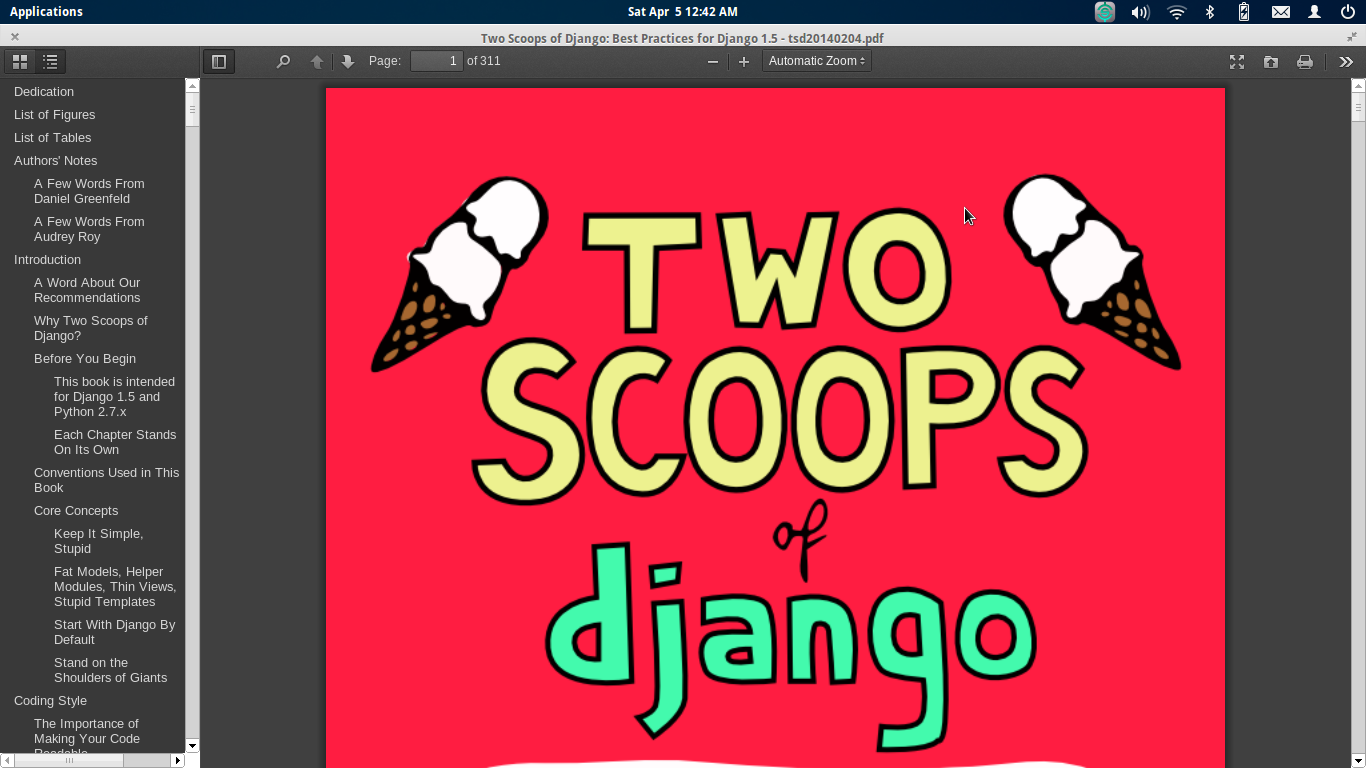 Applications
Sat Apr 5 12:42 AM
Two Scoops of Django: Best Practices for Django 1.5 - tsd20140204.pdf
Page: 1 of 311
Automatic Zoom
Dedication
List of Figures
List of Tables
Authors' Notes
A Few Words From
Daniel Greenfeld
A Few Words From
Audrey Roy
Introduction
A Word About Our
Recommendations
Why Two Scoops of
Django?
Before You Begin
This book is intended
for Django 1.5 and
Python 2.7.x
Each Chapter Stands
On Its Own
Conventions Used in This
Book
Core Concepts
Keep It Simple,
Stupid
Fat Models, Helper
Modules, Thin Views,
Stupid Templates
Start With Django By
Default
Stand on the
Shoulders of Giants
Coding Style
The Importance of
Making Your Code
Readable
TWO
SCOOPS
of
django